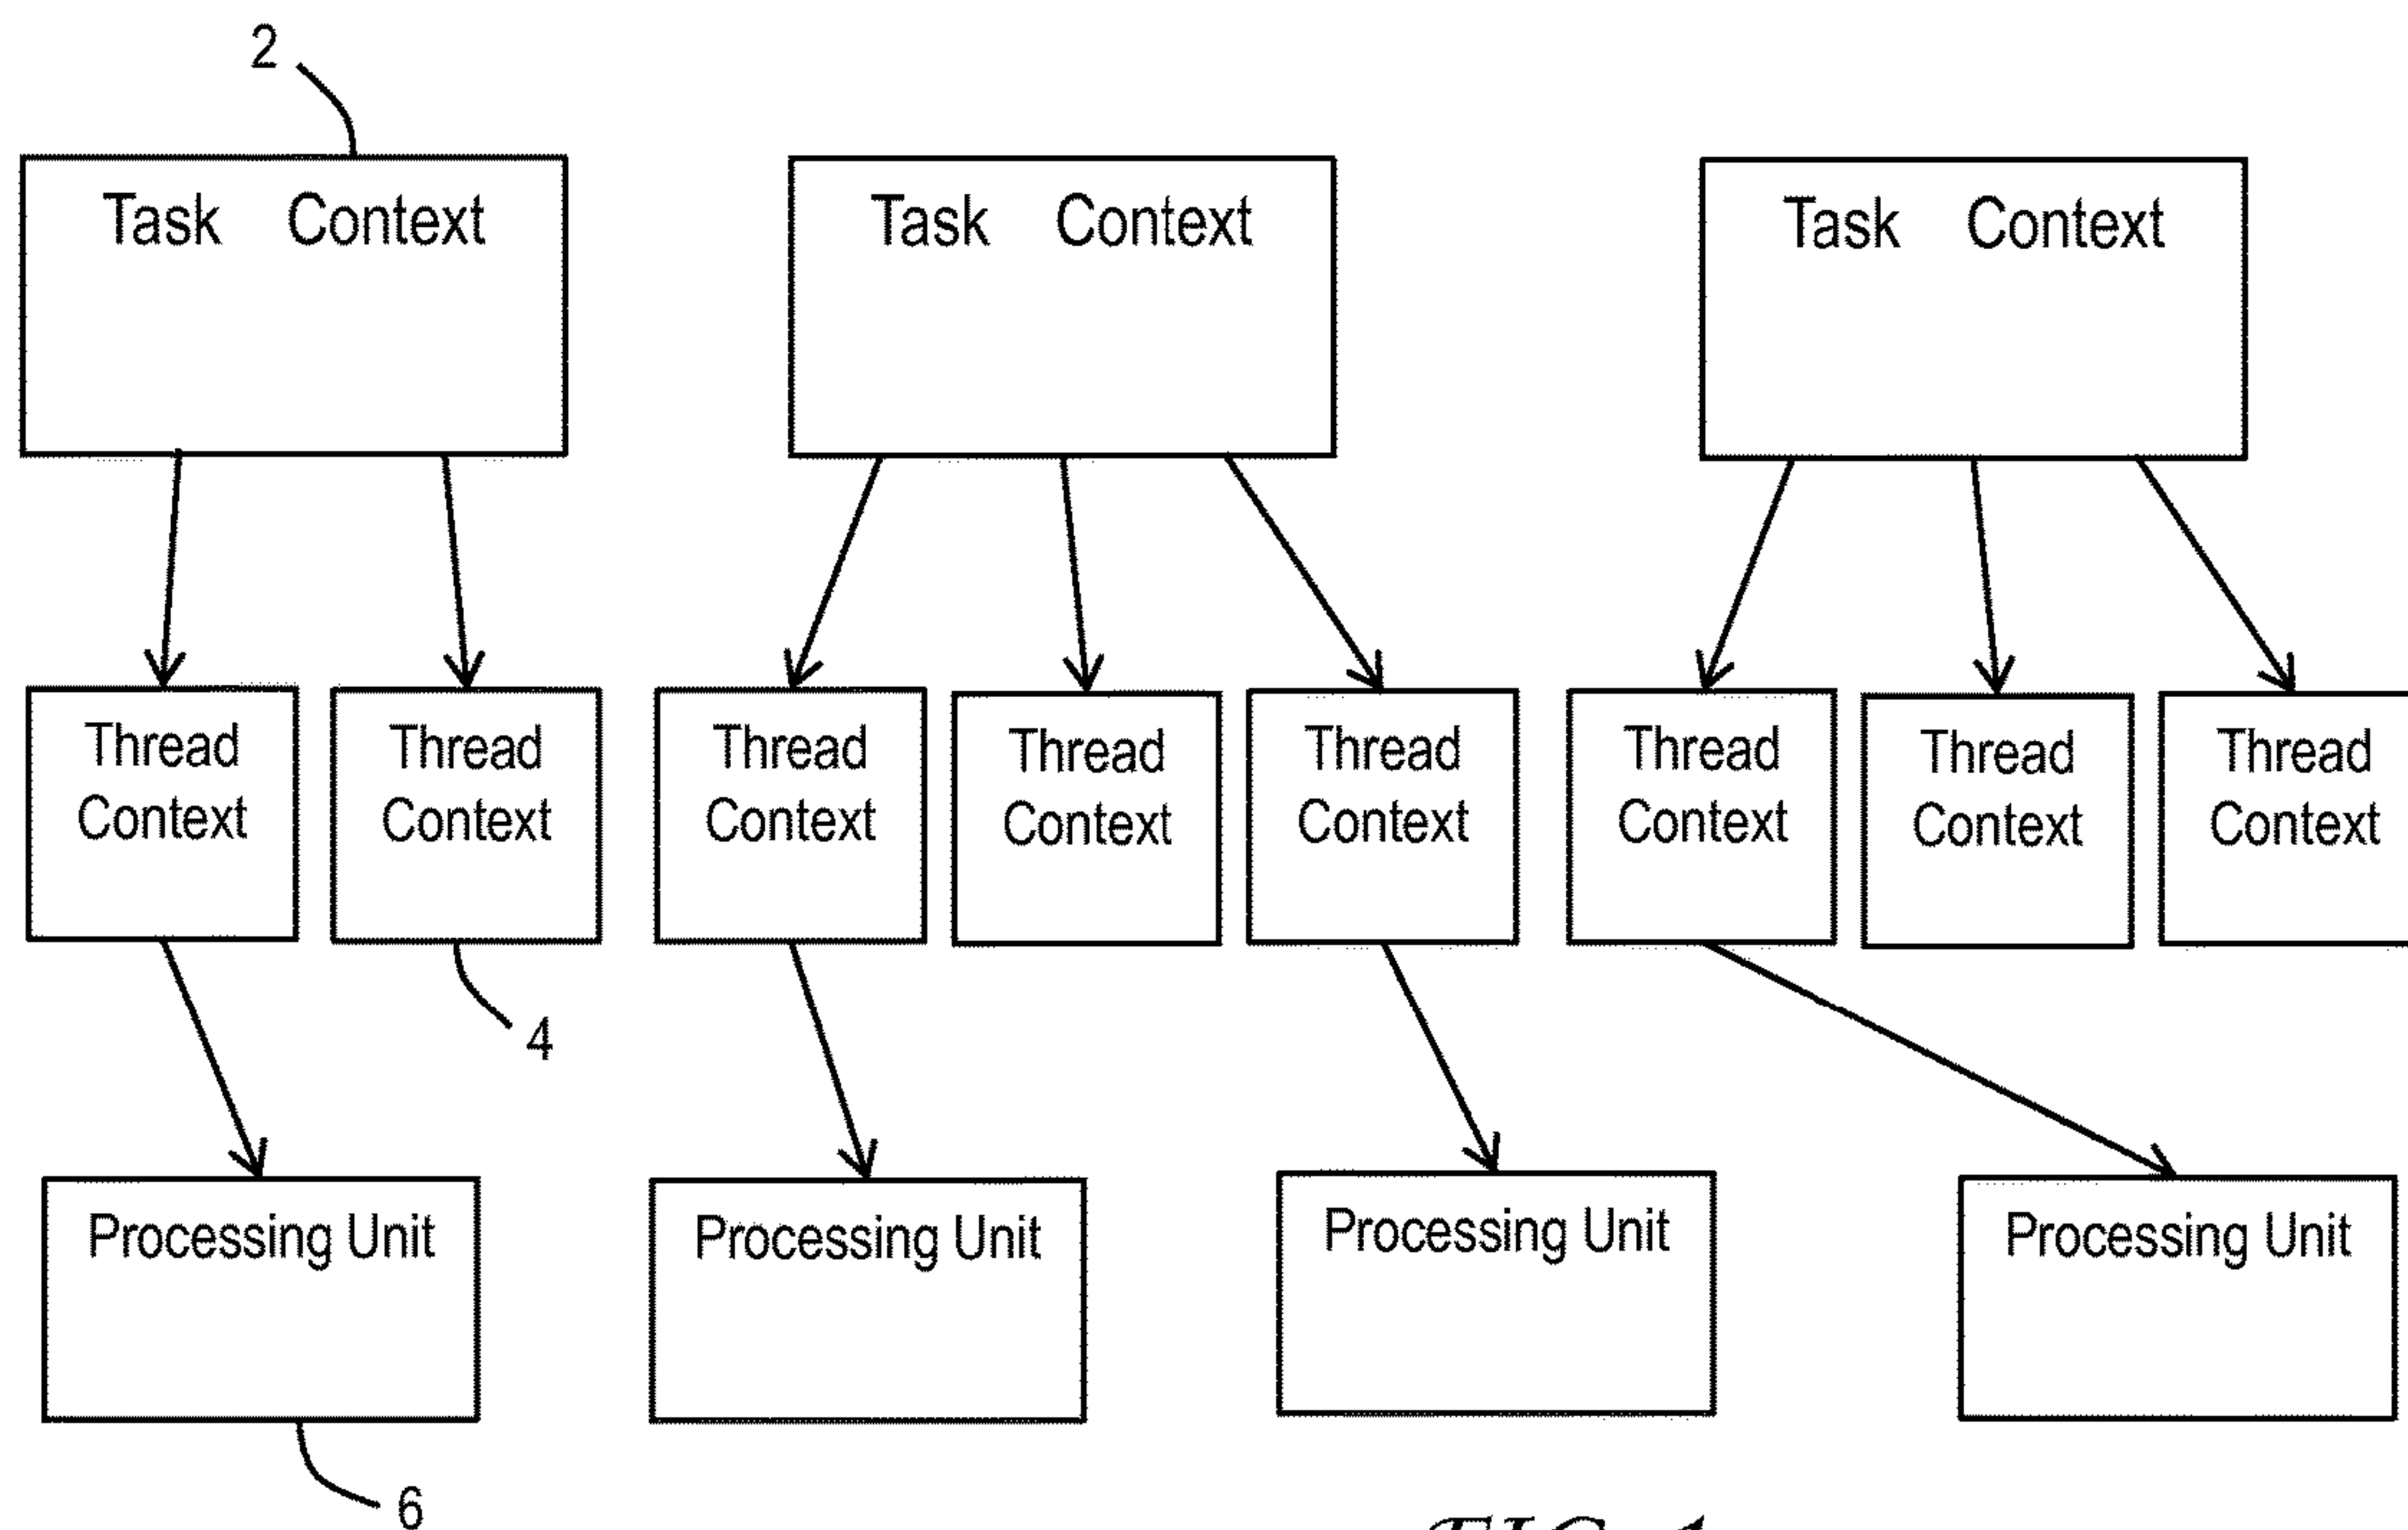 2
Task Context
Task Context
Task Context
Thread
Context
Thread
Context
Thread
Context
Thread
Context
Thread
Context
Thread
Context
Thread
Context
Thread
Context
4
Processing Unit
Processing Unit
Processing Unit
Processing Unit
6